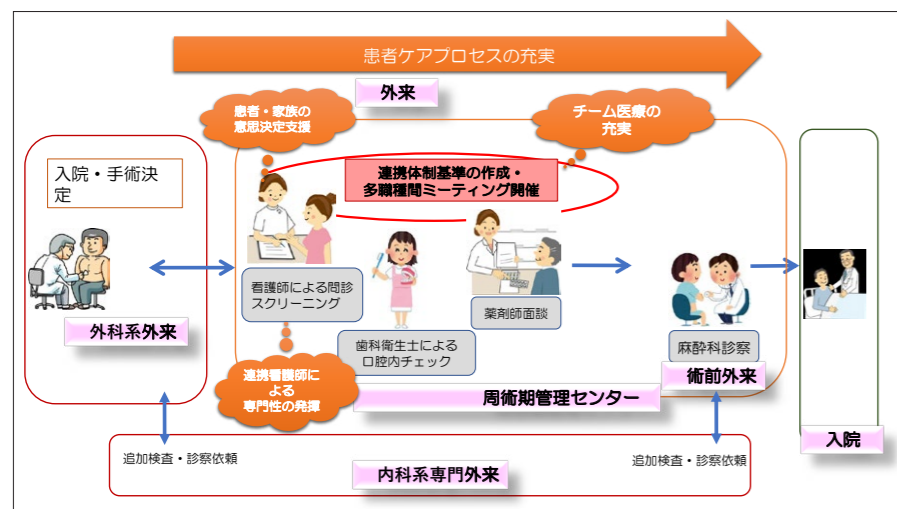 患者ケアプロセスの充実
外来
患者・家族の
意思決定支援
チーム医療の
充実
連携体制基準の作成・
多職種間ミーティング開催
入院・手術決
定
外科系外来
看護師による問診
スクリーニング
歯科衛生士による
口腔内チェック
薬剤師面談
麻酔科診察
術前外来
連携看護師に
よる
専門性の発揮
周術期管理センター
入院
追加検査・診察依頼
追加検査・診察依頼
内科系専門外来